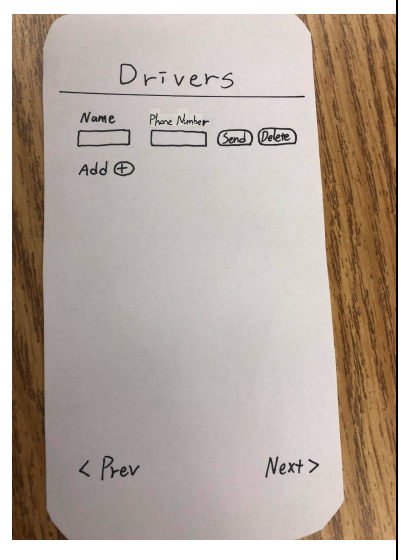 Drivers
Name Phone Number
Send Delete
Add +
< Prev Next >